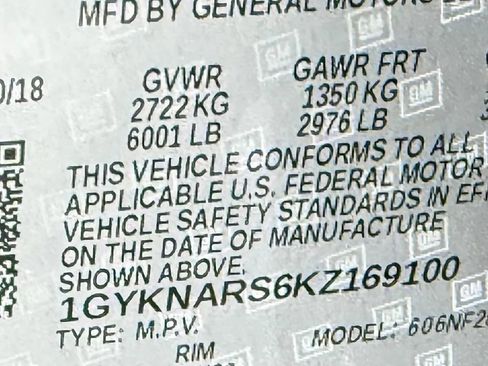 MFD BY GENERAL MOTORS
0/18 GVWR GAWR FRT
2722 KG 1350 KG
6001 LB 2976 LB
THIS VEHICLE CONFORMS TO ALL
APPLICABLE U.S. FEDERAL MOTOR
VEHICLE SAFETY STANDARDS IN EF
ON THE DATE OF MANUFACTURE
SHOWN ABOVE.
1GYKNARS6KZ169100
TYPE: M.P.V. MODEL: 606NF2
RIM